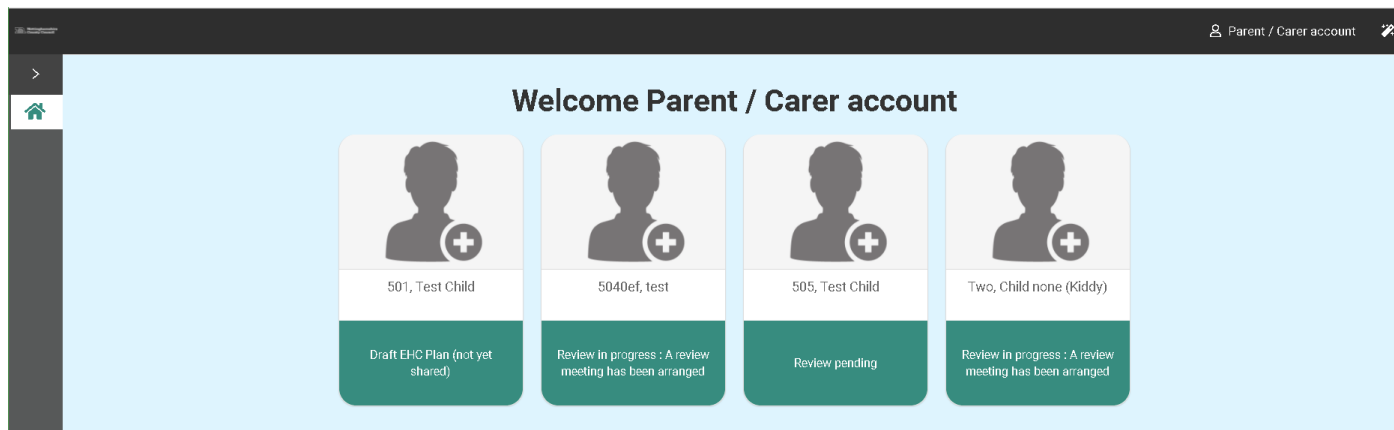 Parent / Carer account
Welcome Parent / Carer account
501, Test Child
5040ef, test
505, Test Child
Two, Child none (Kiddy)
Draft EHC Plan (not yet
shared)
Review in progress : A review
meeting has been arranged
Review pending
Review in progress : A review
meeting has been arranged